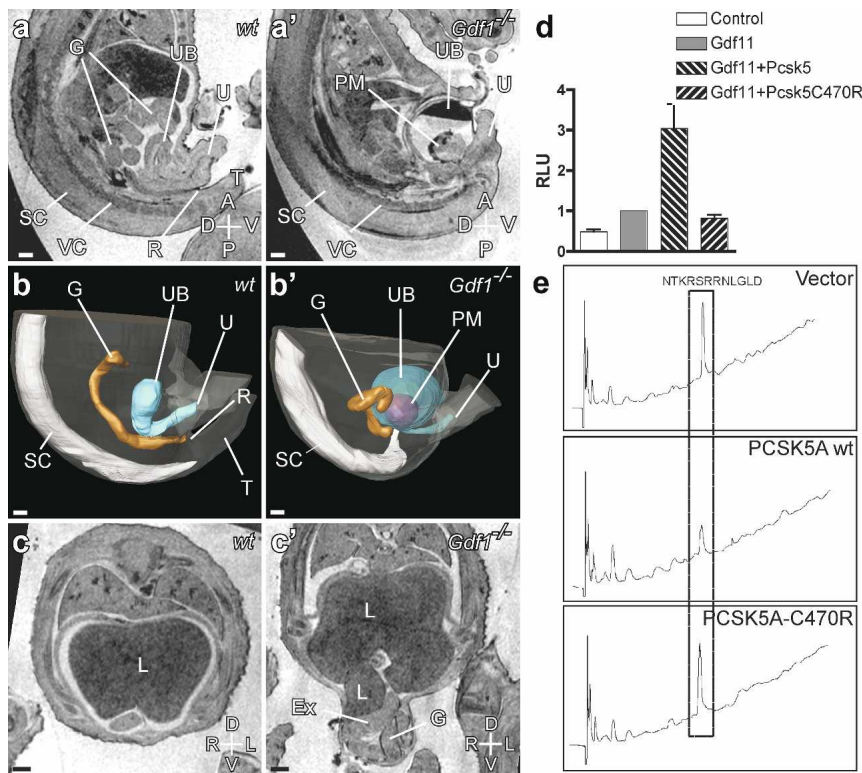 a
wt
G
UB
U
T
SC
VC
R
A
D
V
P
a'
Gdf1-/-
UB
PM
U
SC
VC
A
D
V
P
b
wt
G
UB
U
R
SC
T
b'
Gdf1-/-
UB
G
PM
U
SC
c
wt
L
D
R
L
V
c'
Gdf1-/-
L
L
Ex
G
D
R
L
V
d
Control
Gdf11
Gdf11+Pcsk5
Gdf11+Pcsk5C470R
RLU
4
3
2
1
0
e
NTKRSRRNLGLD
Vector
PCSK5A wt
PCSK5A-C470R